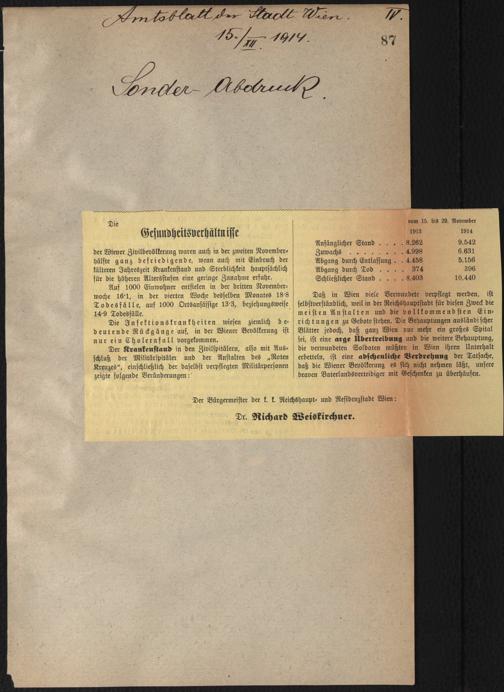 Amtsblatt der Stadt Wien. IV.
15./XII. 1914.
87
Sonder-Abdruck.
Die
Gesundheitsverhältnisse
der Wiener Zivilbevölkerung waren auch in der zweiten November-
hälfte ganz befriedigende, wenn auch mit Einbruch der
kälteren Jahreszeit Krankenstand und Sterblichkeit hauptsächlich
für die höheren Altersstufen eine geringe Zunahme erfuhr.
Auf 1000 Einwohner entfielen in der dritten November-
woche 16·1, in der vierten Woche desselben Monates 18·8
Todesfälle, auf 1000 Ortsansässige 13·3, beziehungsweise
14·9 Todesfälle.
Die Infektionskrankheiten wiesen ziemlich be-
deutende Rückgänge auf, in der Wiener Bevölkerung ist
nur ein Cholerafall vorgekommen.
Der Krankenstand in den Zivilspitälern, also mit Aus-
schluß der Militärspitäler und der Anstalten des „Roten
Kreuzes", einschließlich der daselbst verpflegten Militärpersonen
zeigte folgende Veränderungen:
vom 15. bis 29. November
1913 1914
Anfänglicher Stand . . . . 8.262 9.542
Zuwachs . . . . . . . 4.998 6.631
Abgang durch Entlassung . . 4.458 5.156
Abgang durch Tod . . . . 374 396
Schließlicher Stand . . . . 8.403 10.440
Daß in Wien viele Verwundete verpflegt werden, ist
selbstverständlich, weil in der Reichshauptstadt für diesen Zweck die
meisten Anstalten und die vollkommensten Ein-
richtungen zu Gebote stehen. Die Behauptungen ausländischer
Blätter jedoch, daß ganz Wien nur mehr ein großes Spital
sei, ist eine arge Übertreibung und die weitere Behauptung,
die verwundeten Soldaten müßten in Wien ihren Unterhalt
erbetteln, ist eine abscheuliche Verdrehung der Tatsache,
daß die Wiener Bevölkerung es sich nicht nehmen läßt, unsere
braven Vaterlandsverteidiger mit Geschenken zu überhäufen.
Der Bürgermeister der k. k. Reichshaupt- und Residenzstadt Wien:
Dr. Richard Weiskirchner.